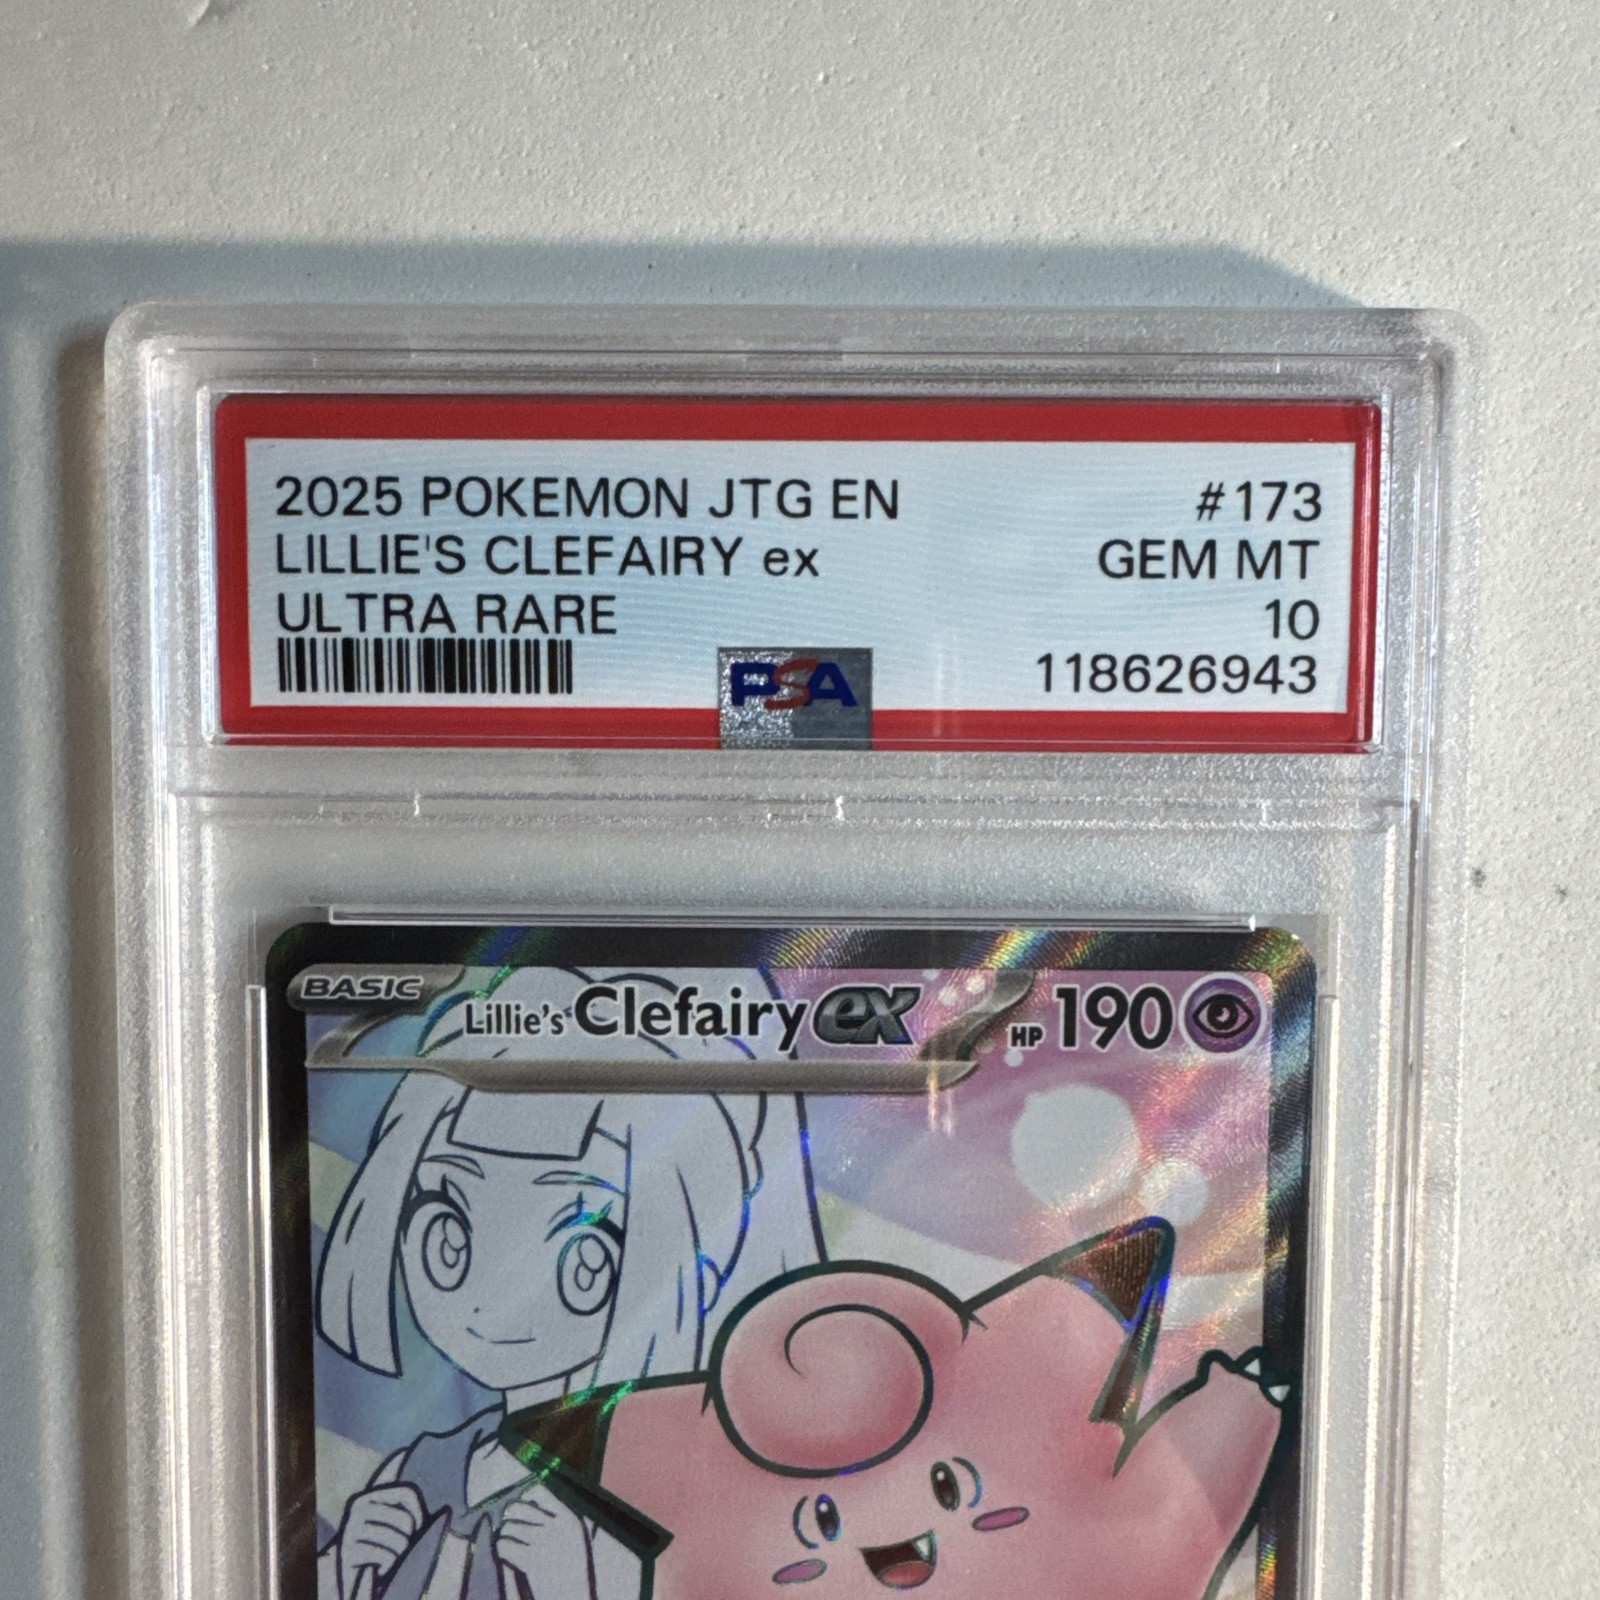 2025 POKEMON JTG EN #173
LILLIE'S CLEFAIRY ex GEM MT
ULTRA RARE 10
PSA 118626943
BASIC Lillie's Clefairy ex HP 190